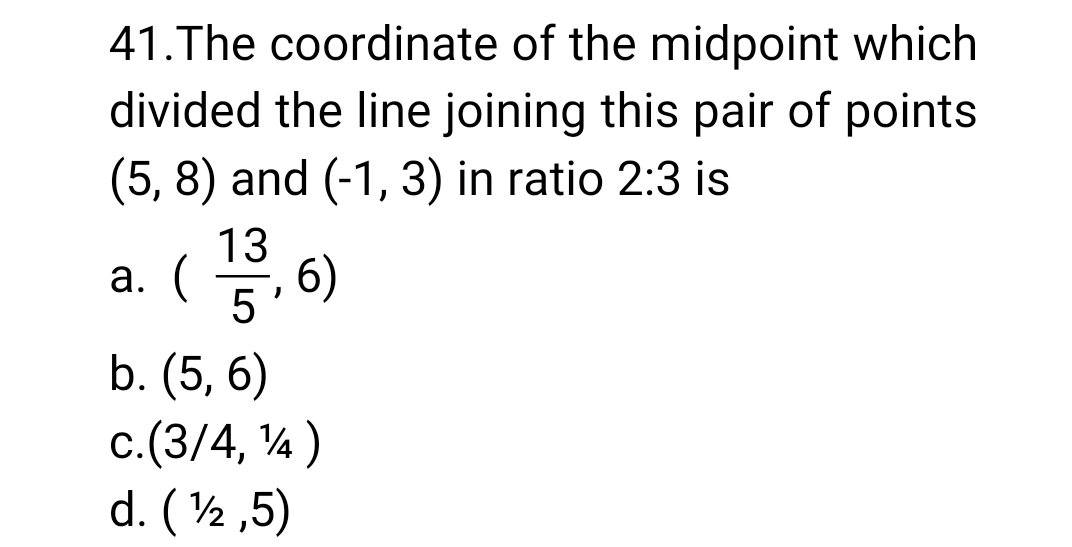 41.The coordinate of the midpoint which
divided the line joining this pair of points
(5, 8) and (-1, 3) in ratio 2:3 is
a. ( 13/5, 6)
b. (5, 6)
c.(3/4, ¼ )
d. ( ½ ,5)